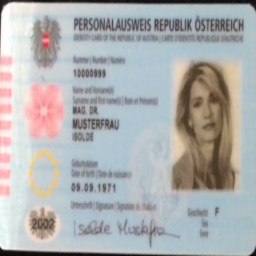 PERSONALAUSWEIS REPUBLIK ÖSTERREICH
IDENTITY CARD OF THE REPUBLIC OF AUSTRIA / CARTE D'IDENTITE REPUBLIQUE D'AUTRICHE
Nummer | Number | Numéro
10000999
Name und Vorname(n)
Surname and first name(s) | Nom et Prénom(s)
MAG. DR.
MUSTERFRAU
ISOLDE
Geburtsdatum
Date of birth | Date de naissance
09.09.1971
Unterschrift | Signature | Signature du titulaire
Geschlecht F
Sex
Sexe
2002
Isolde Musterfrau